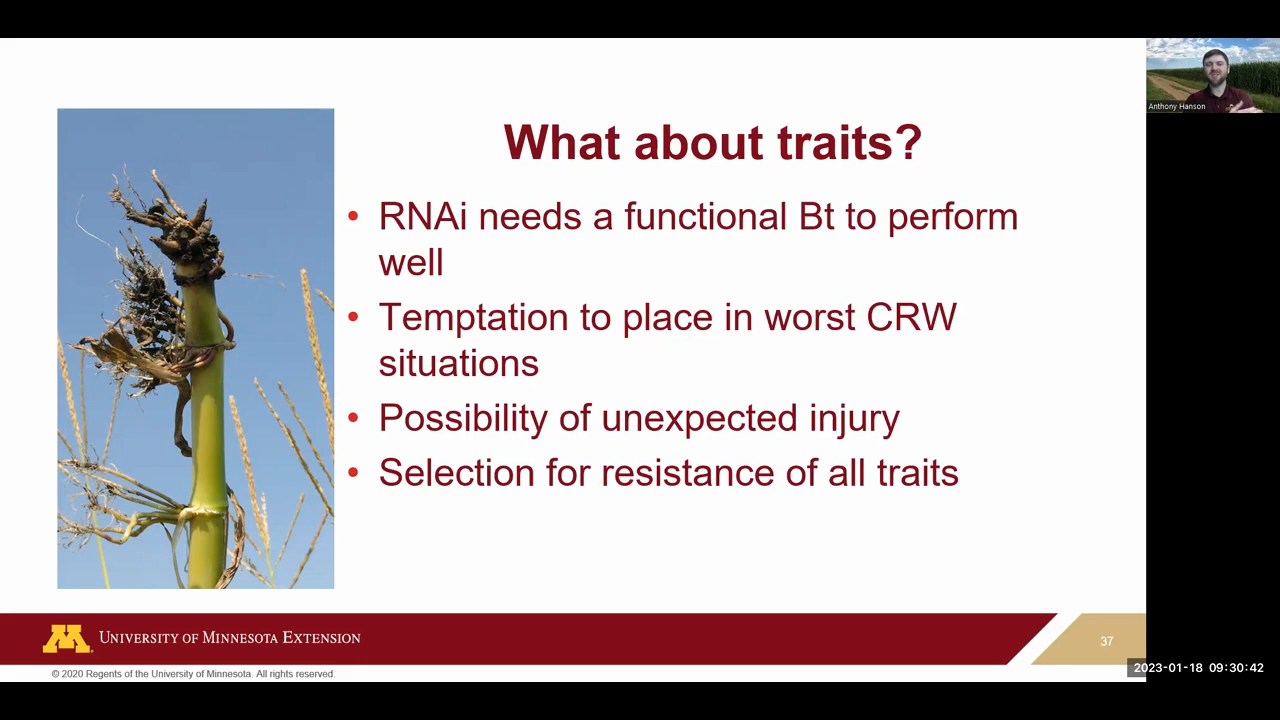 Anthony Hanson
What about traits?
• RNAi needs a functional Bt to perform
well
• Temptation to place in worst CRW
situations
• Possibility of unexpected injury
• Selection for resistance of all traits
UNIVERSITY OF MINNESOTA EXTENSION
37
2023-01-18 09:30:42
© 2020 Regents of the University of Minnesota. All rights reserved.